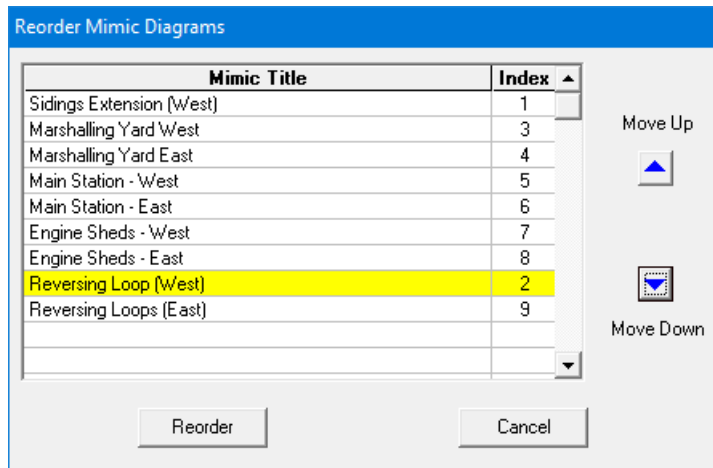 Reorder Mimic Diagrams
Mimic Title Index
Sidings Extension (West) 1
Marshalling Yard West 3
Marshalling Yard East 4
Main Station - West 5
Main Station - East 6
Engine Sheds - West 7
Engine Sheds - East 8
Reversing Loop (West) 2
Reversing Loops (East) 9
Move Up
Move Down
Reorder
Cancel